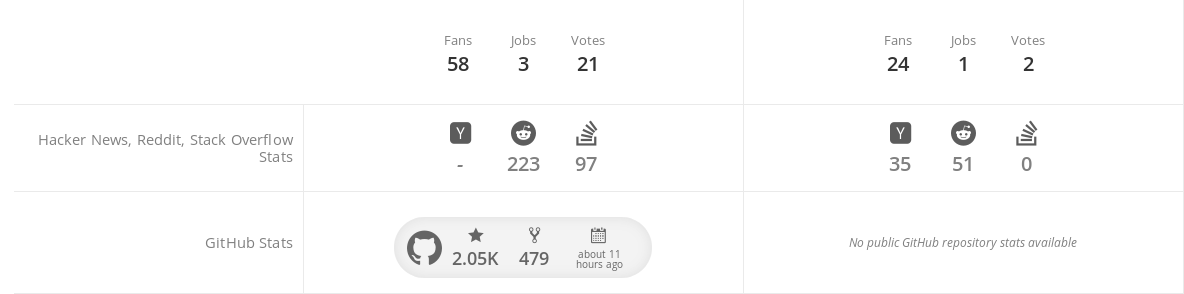 Fans Jobs Votes
58 3 21
Fans Jobs Votes
24 1 2
Hacker News, Reddit, Stack Overflow
Stats
- 223 97
35 51 0
GitHub Stats
2.05K 479 about 11
hours ago
No public GitHub repository stats available